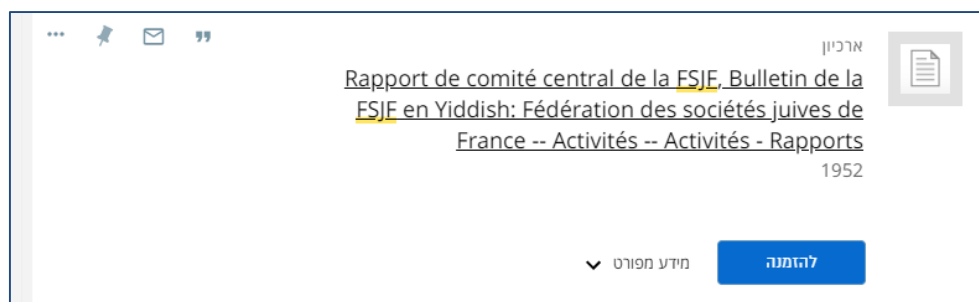 ארכיון
Rapport de comité central de la FSJF, Bulletin de la
FSJF en Yiddish: Fédération des sociétés juives de
France -- Activités -- Activités - Rapports
1952
להזמנה
מידע מפורט